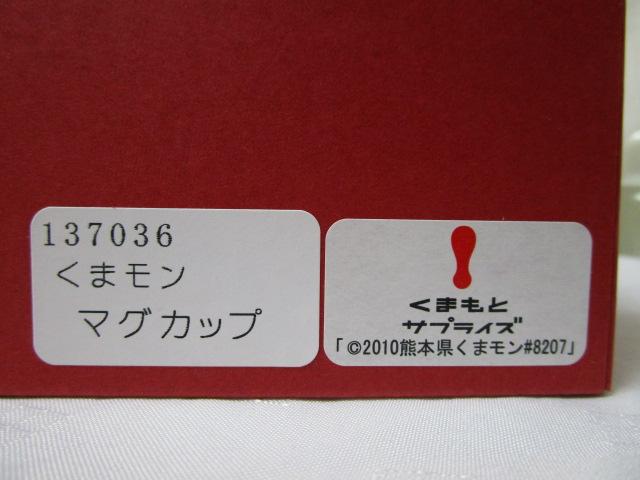 137036
くまモン
マグカップ
くまもと
サプライズ
「©2010熊本県くまモン#8207」